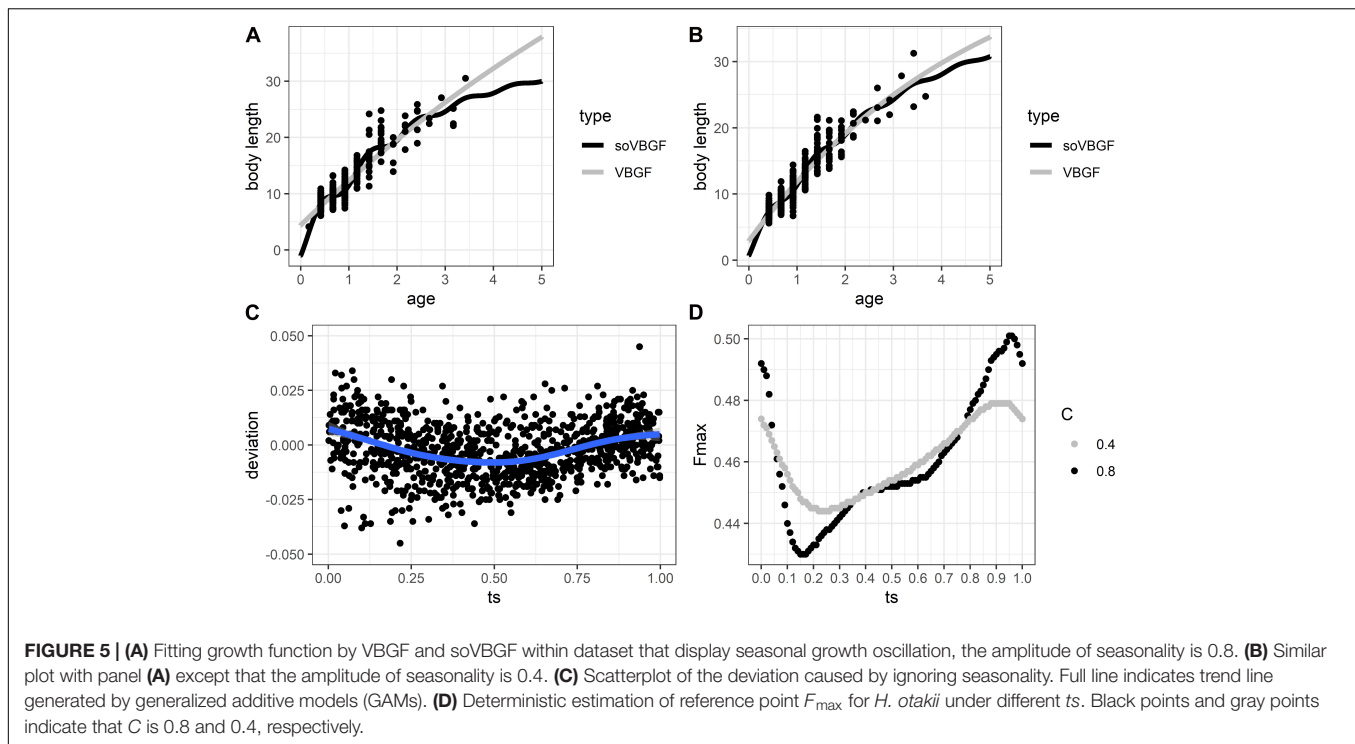 A
30
20
10
0
body length
0 1 2 3 4 5
age
type
soVBGF
VBGF
B
30
20
10
0
body length
0 1 2 3 4 5
age
type
soVBGF
VBGF
C
0.050
0.025
0.000
-0.025
-0.050
deviation
0.00 0.25 0.50 0.75 1.00
ts
D
0.50
0.48
0.46
0.44
Fmax
0.0 0.1 0.2 0.3 0.4 0.5 0.6 0.7 0.8 0.9 1.0
ts
C
0.4
0.8
FIGURE 5 | (A) Fitting growth function by VBGF and soVBGF within dataset that display seasonal growth oscillation, the amplitude of seasonality is 0.8. (B) Similar
plot with panel (A) except that the amplitude of seasonality is 0.4. (C) Scatterplot of the deviation caused by ignoring seasonality. Full line indicates trend line
generated by generalized additive models (GAMs). (D) Deterministic estimation of reference point Fmax for H. otakii under different ts. Black points and gray points
indicate that C is 0.8 and 0.4, respectively.